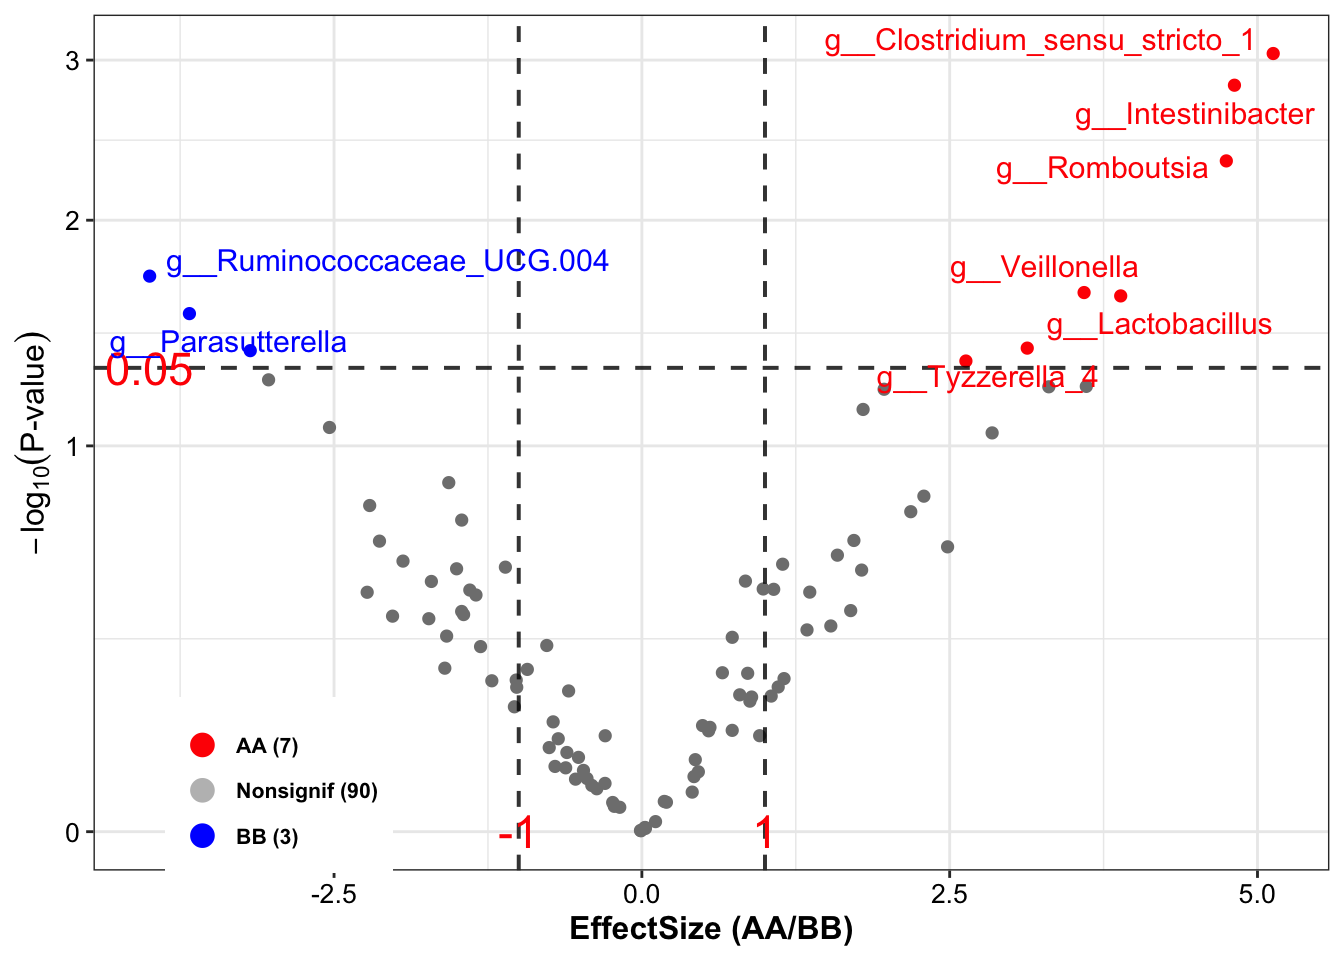 g__Clostridium_sensu_stricto_1
3
g__Intestinibacter
g__Romboutsia
2
g__Ruminococcaceae_UCG.004
g__Veillonella
g__Lactobacillus
g__Parasutterella
0.05
g__Tyzzerella_4
1
−log10(P-value)
AA (7)
Nonsignif (90)
BB (3)
0
-1
1
-2.5
0.0
2.5
5.0
EffectSize (AA/BB)